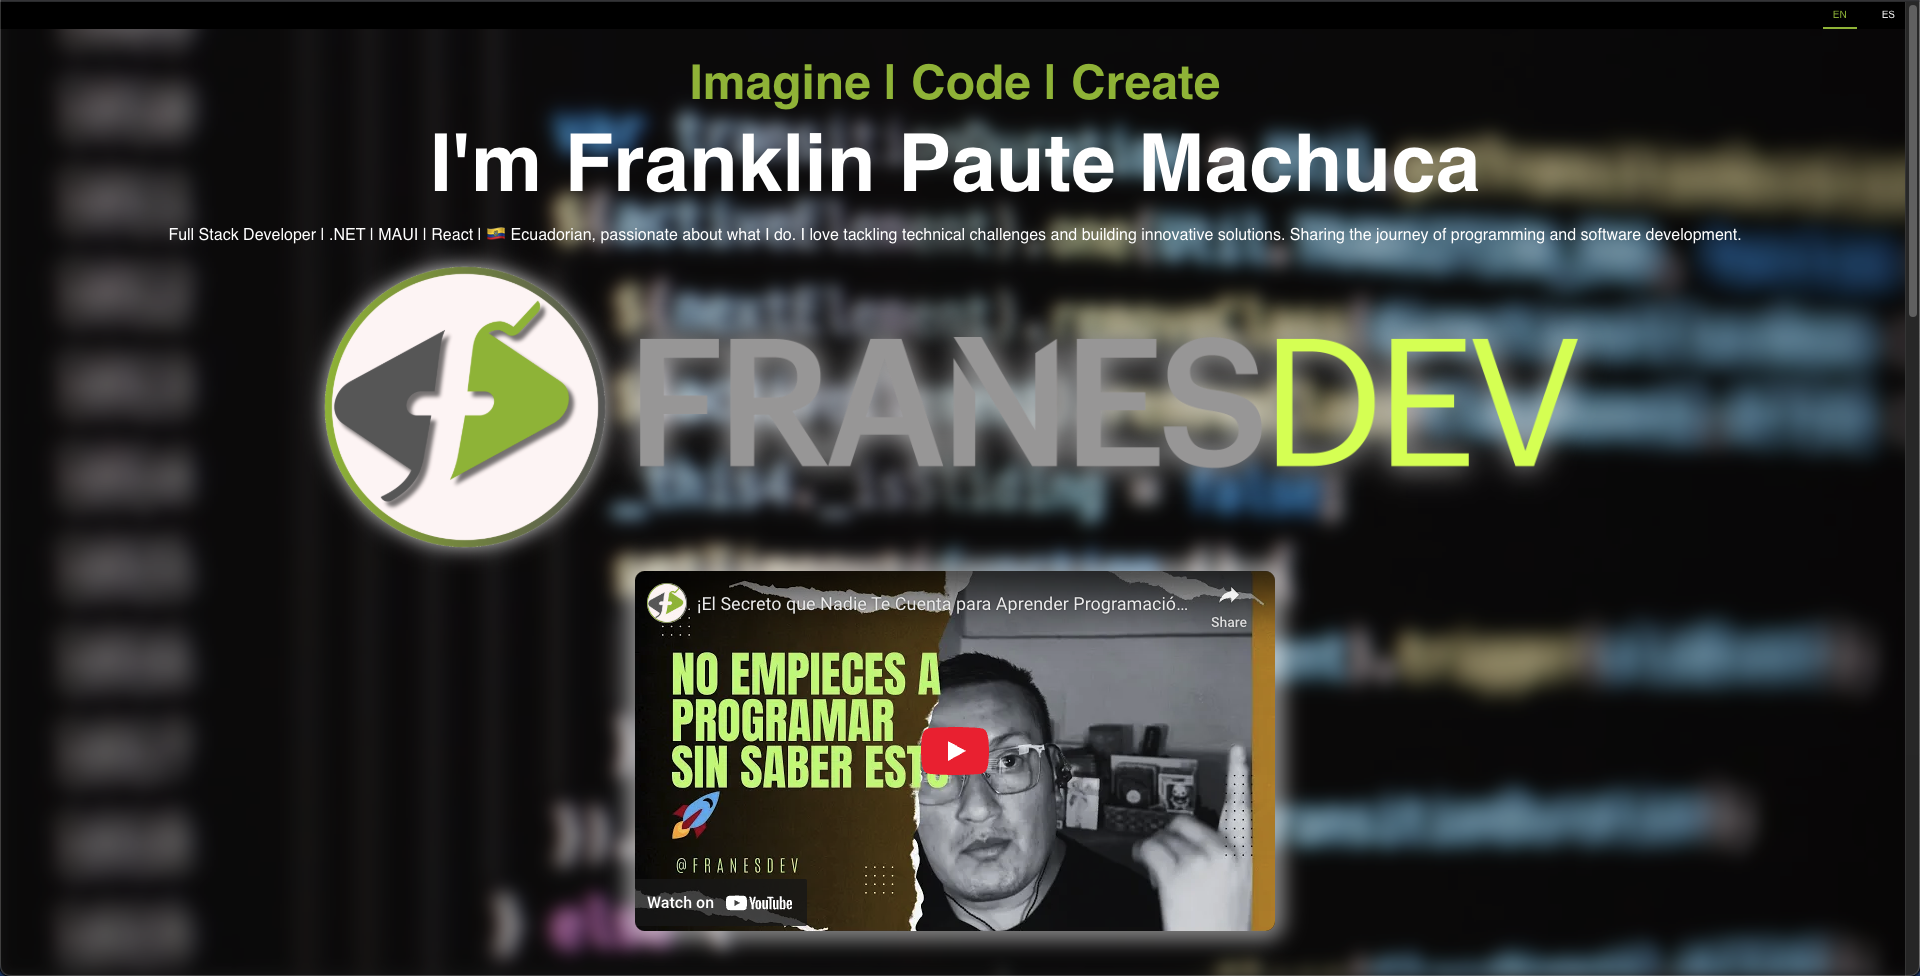 EN ES
Imagine | Code | Create
I'm Franklin Paute Machuca
Full Stack Developer | .NET | MAUI | React | 🇪🇨 Ecuadorian, passionate about what I do. I love tackling technical challenges and building innovative solutions. Sharing the journey of programming and software development.
FRANESDEV
¡El Secreto que Nadie Te Cuenta para Aprender Programació...
Share
NO EMPIECES A
PROGRAMAR
SIN SABER ESTO
@FRANESDEV
Watch on YouTube